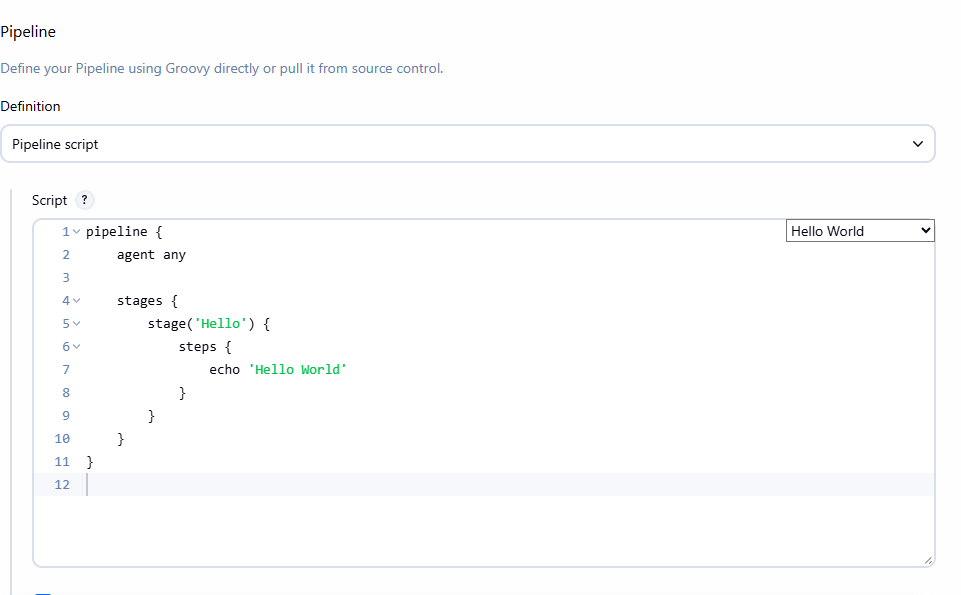 Pipeline
Define your Pipeline using Groovy directly or pull it from source control.
Definition
Pipeline script
Script ?
Hello World
1 pipeline {
2     agent any
3
4     stages {
5         stage('Hello') {
6             steps {
7                 echo 'Hello World'
8             }
9         }
10     }
11 }
12